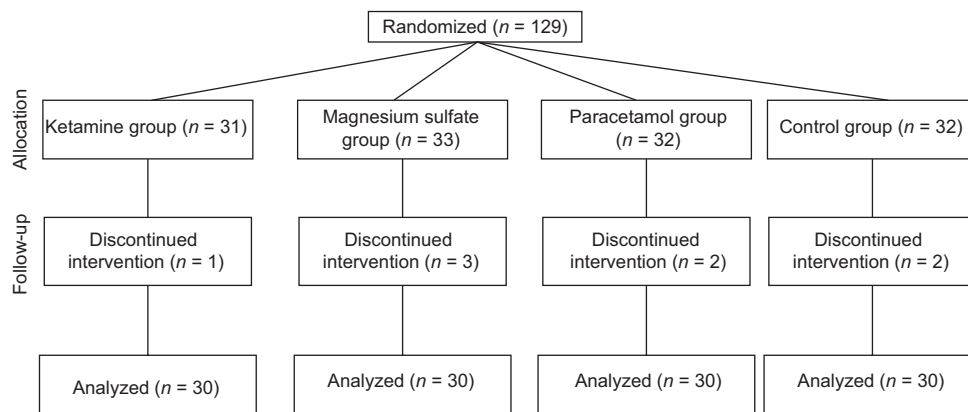 Randomized (n = 129)
Allocation
Ketamine group (n = 31)
Magnesium sulfate
group (n = 33)
Paracetamol group
(n = 32)
Control group (n = 32)
Follow-up
Discontinued
intervention (n = 1)
Discontinued
intervention (n = 3)
Discontinued
intervention (n = 2)
Discontinued
intervention (n = 2)
Analyzed (n = 30)
Analyzed (n = 30)
Analyzed (n = 30)
Analyzed (n = 30)